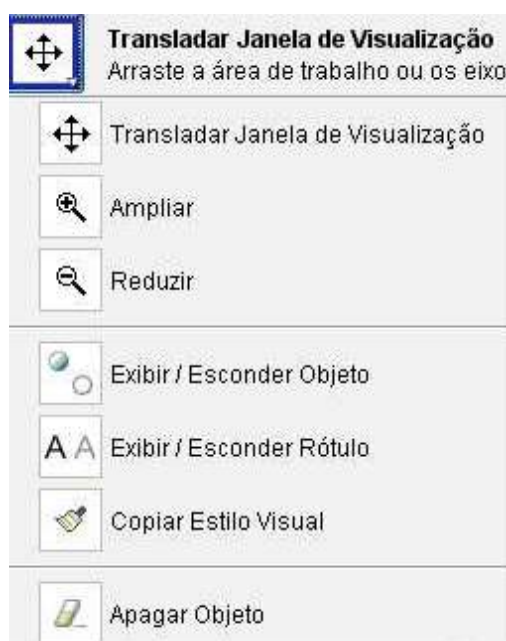 Transladar Janela de Visualização
Arraste a área de trabalho ou os eixo
Transladar Janela de Visualização
Ampliar
Reduzir
Exibir / Esconder Objeto
A A Exibir / Esconder Rótulo
Copiar Estilo Visual
Apagar Objeto